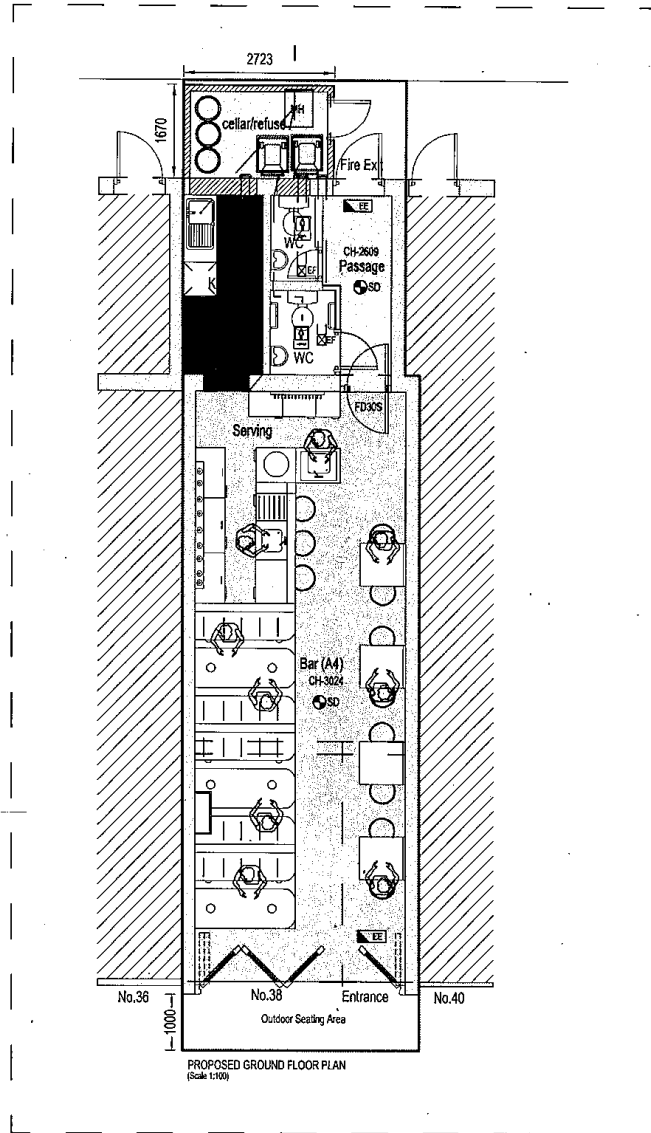 2723
1670
MH
cellar/refuse
Fire Exit
EE
WC
EF
CH-2609
Passage
SD
K
EF
WC
FD30S
Serving
Bar (A4)
CH-3024
SD
EE
No.36
No.38
Entrance
No.40
1000
Outdoor Seating Area
PROPOSED GROUND FLOOR PLAN
(Scale 1:100)